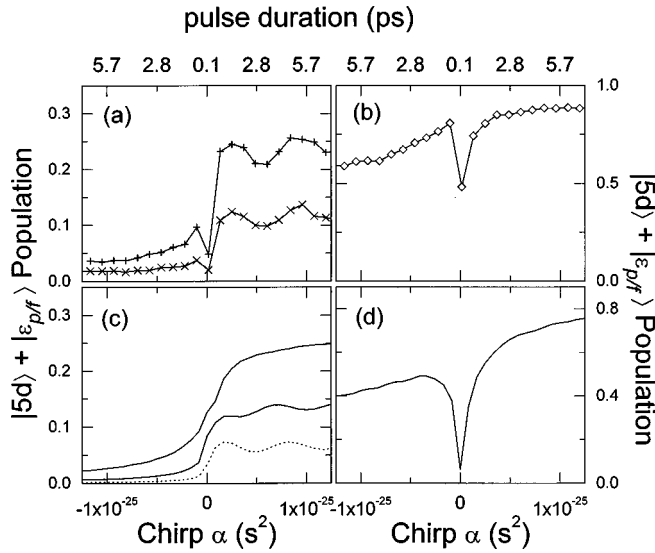 pulse duration (ps)
5.7 2.8 0.1 2.8 5.7
5.7 2.8 0.1 2.8 5.7
(a)
0.3
0.2
0.1
0.0
(b)
1.0
0.5
0.0
(c)
0.3
0.2
0.1
0.0
(d)
0.8
0.4
0.0
|5d⟩ + |ε_{p/f}⟩ Population
|5d⟩ + |ε_{p/f}⟩ Population
-1x10^{-25} 0 1x10^{-25}
-1x10^{-25} 0 1x10^{-25}
Chirp α (s²)
Chirp α (s²)